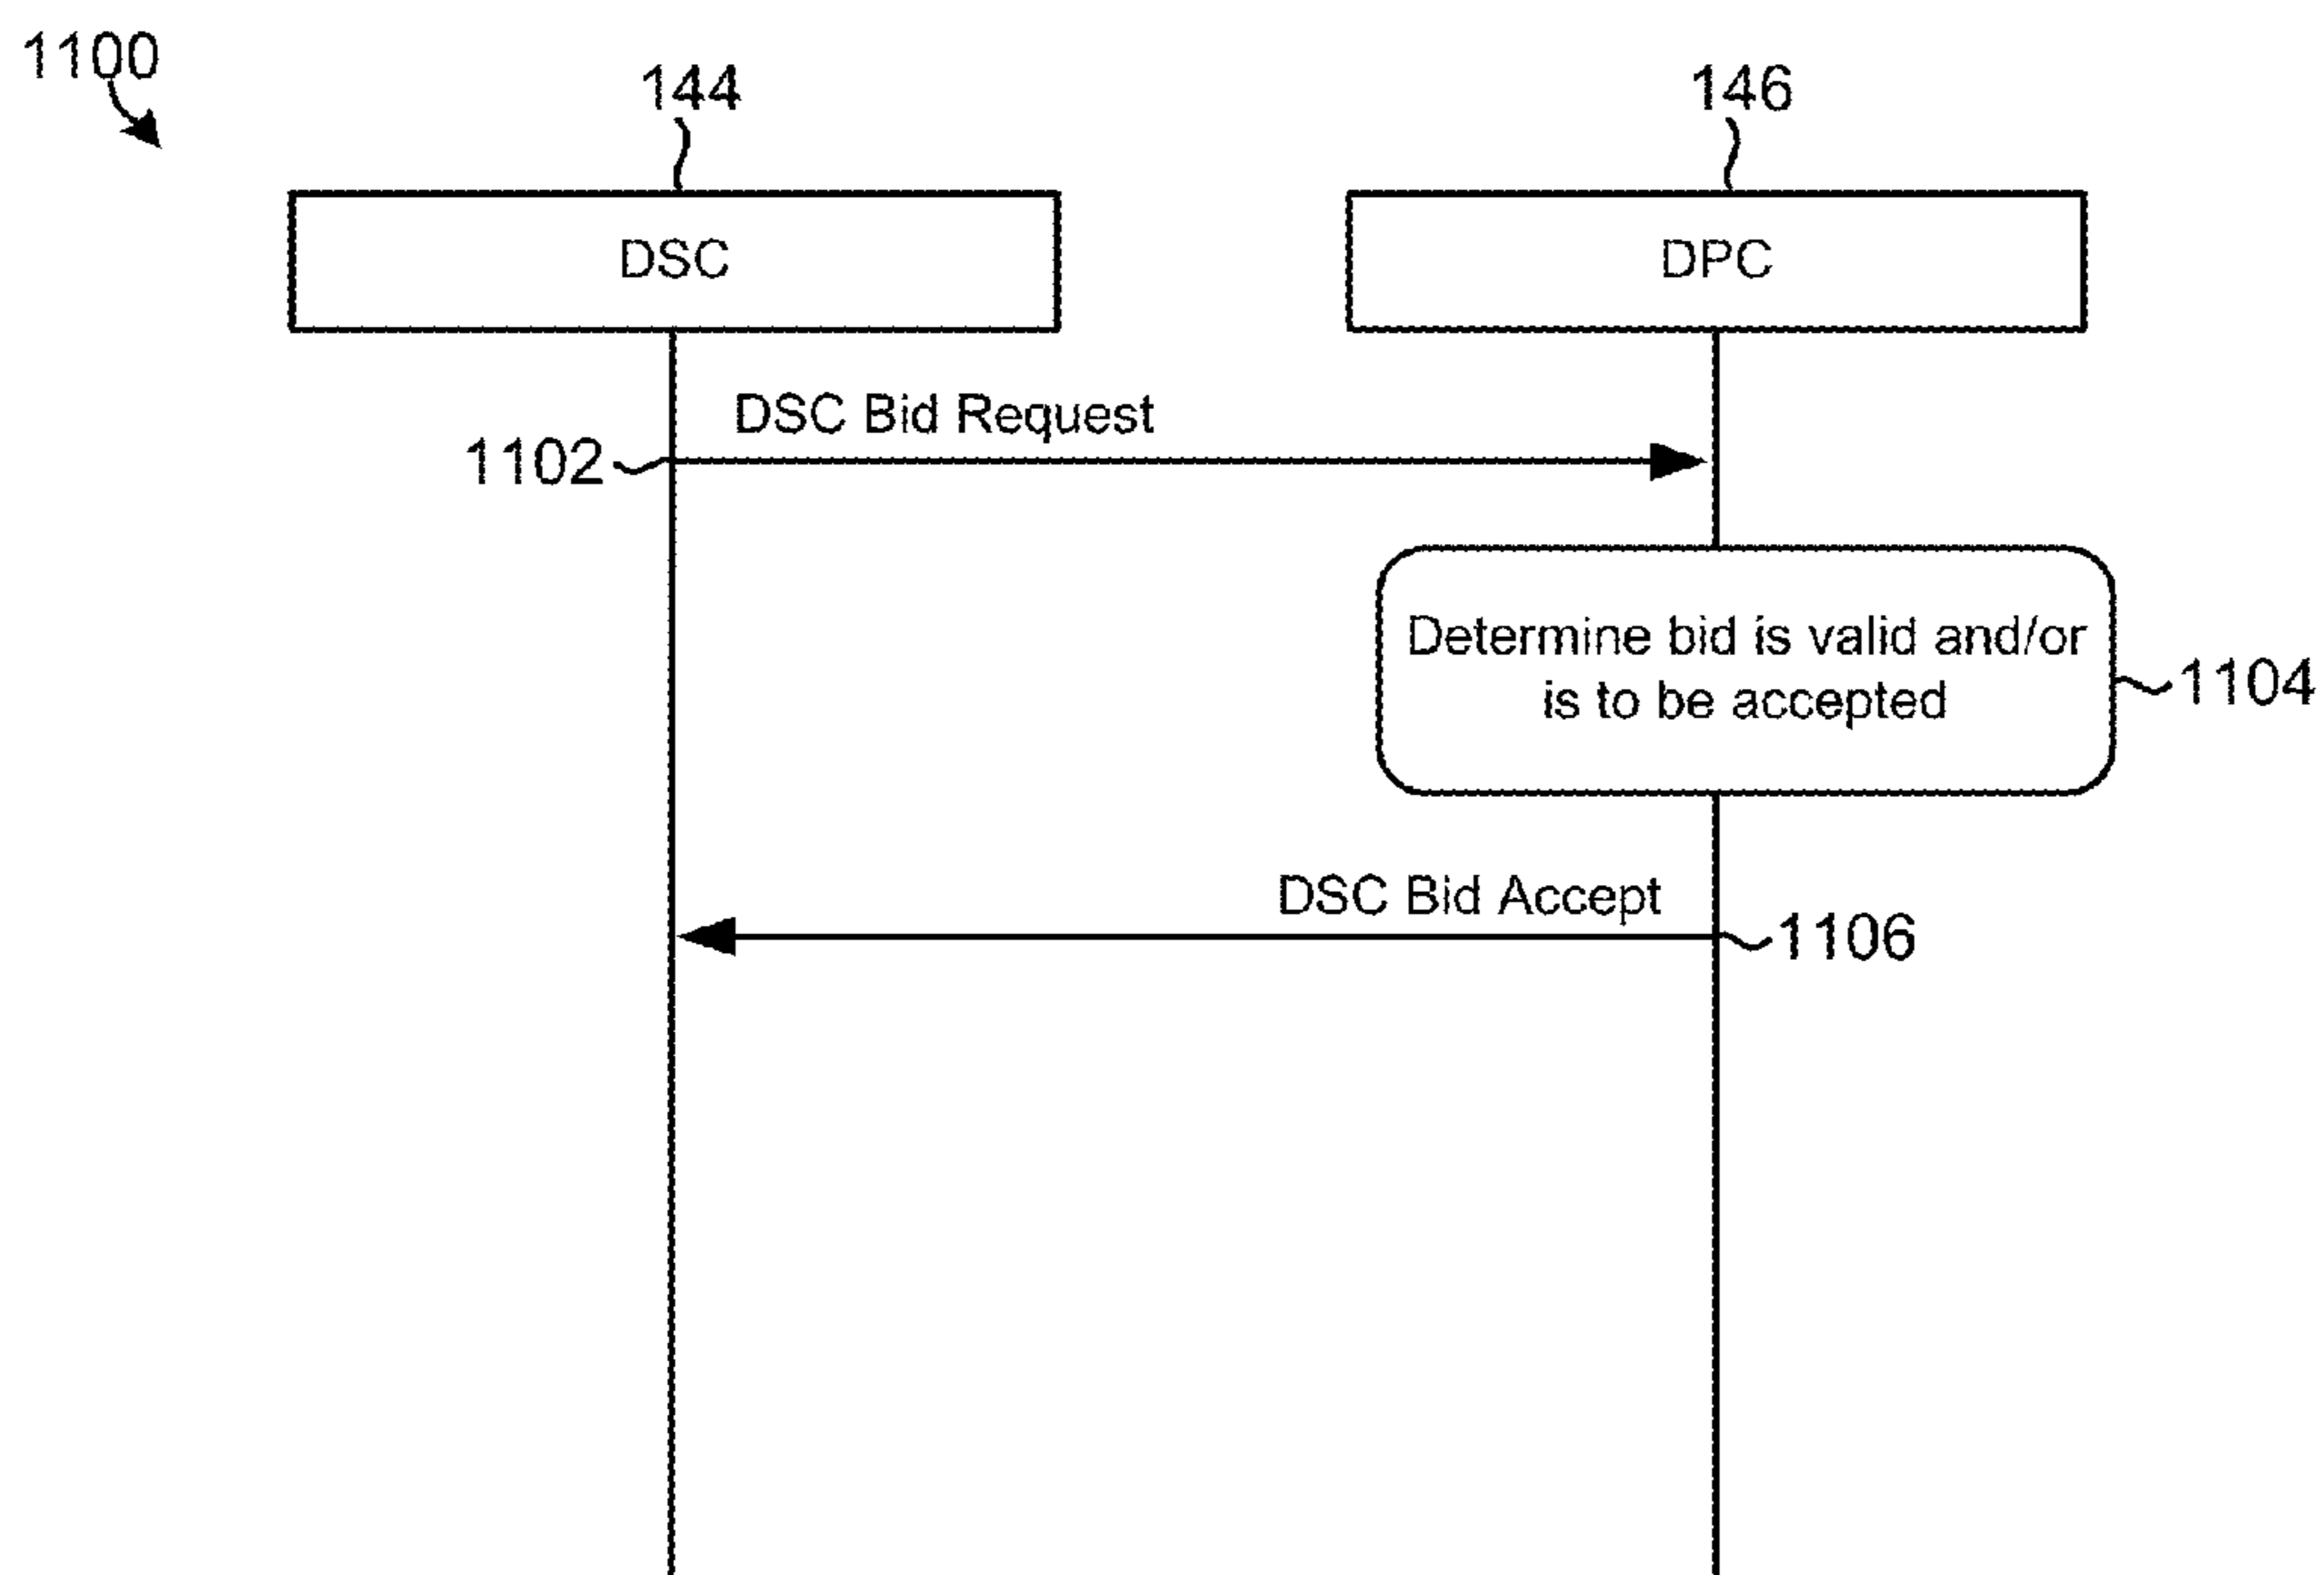 1100
144
146
DSC
DPC
DSC Bid Request
1102
Determine bid is valid and/or
is to be accepted
1104
DSC Bid Accept
1106